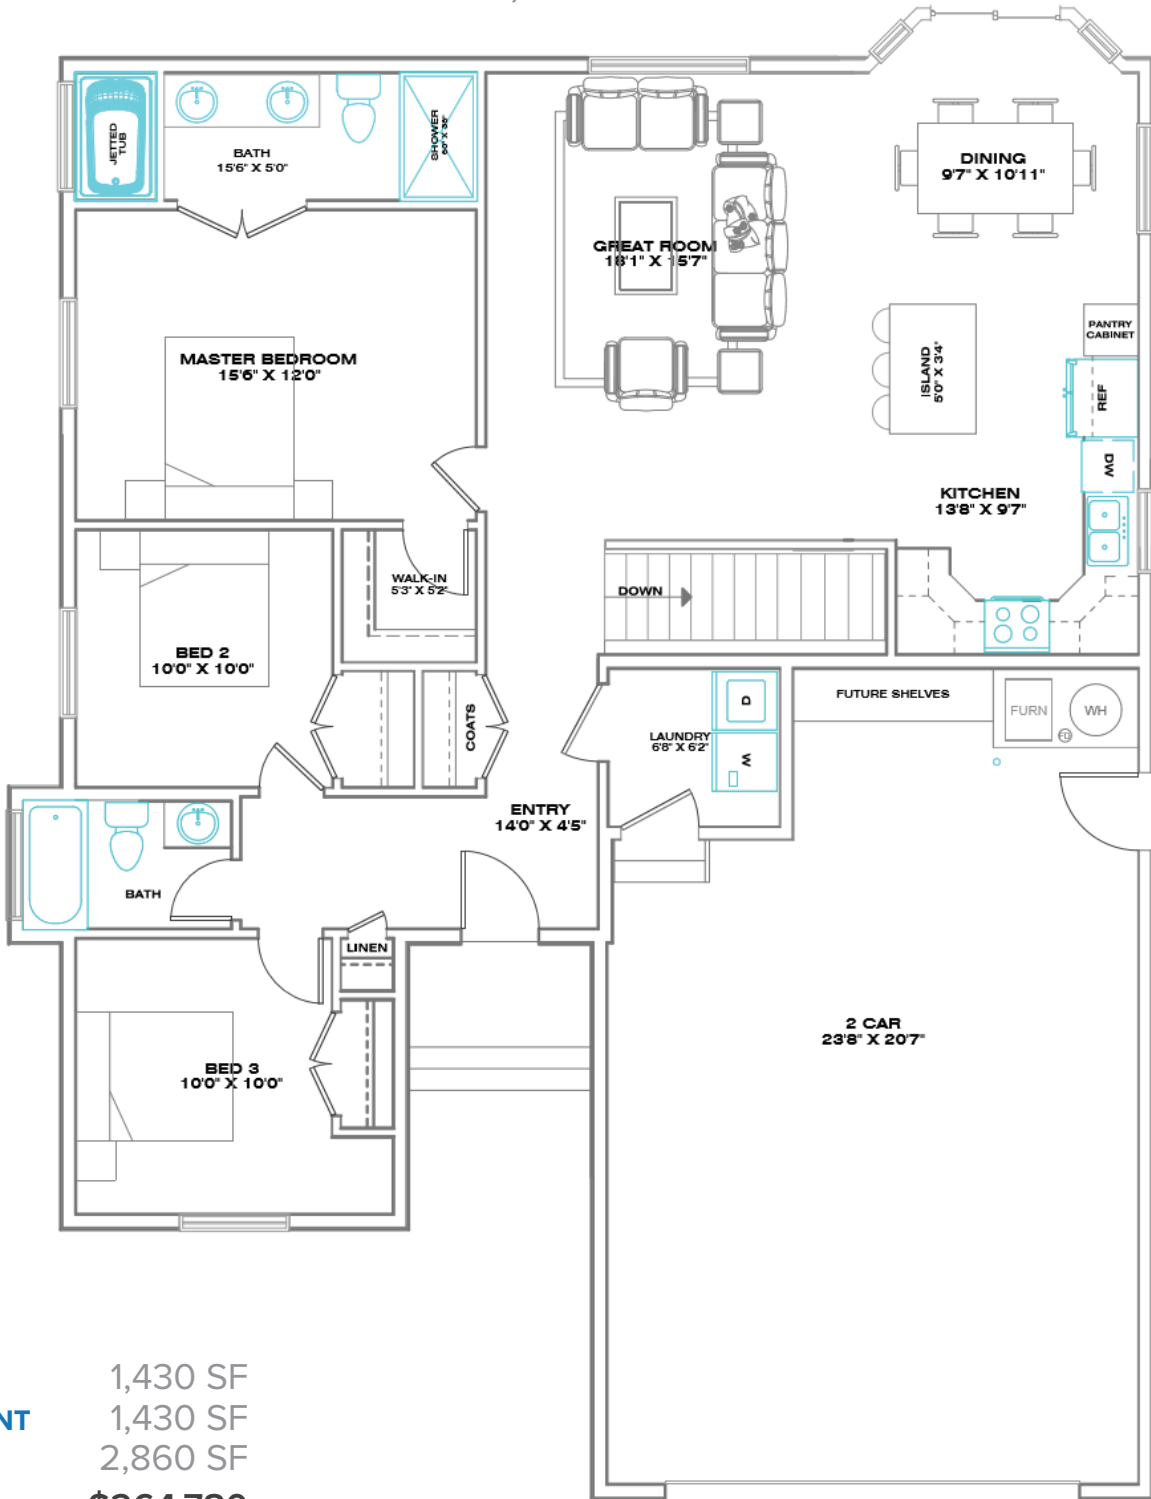 JETTED
TUB
BATH
15'6" X 5'0"
SHOWER
60" X 36"
GREAT ROOM
18'1" X 15'7"
DINING
9'7" X 10'11"
MASTER BEDROOM
15'6" X 12'0"
ISLAND
5'0" X 3'4"
PANTRY
CABINET
REF
DW
KITCHEN
13'8" X 9'7"
WALK-IN
5'3" X 5'2"
DOWN
BED 2
10'0" X 10'0"
COATS
LAUNDRY
6'8" X 6'2"
D
W
FUTURE SHELVES
FURN
WH
FD
ENTRY
14'0" X 4'5"
BATH
LINEN
BED 3
10'0" X 10'0"
2 CAR
23'8" X 20'7"
1,430 SF
NT 1,430 SF
2,860 SF